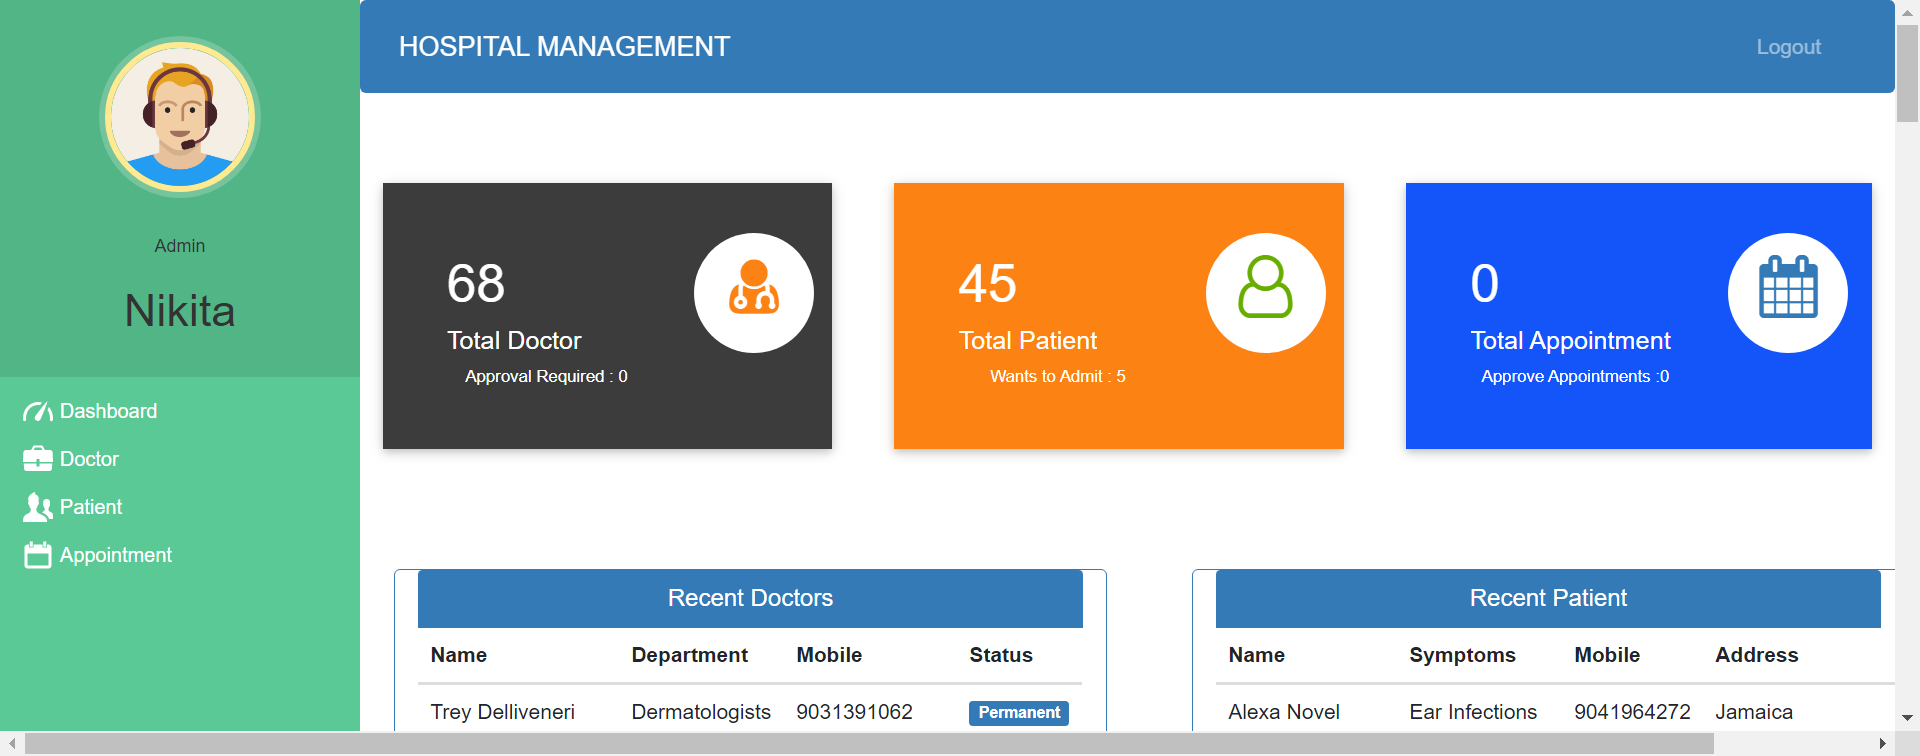 HOSPITAL MANAGEMENT
Logout
Admin
Nikita
Dashboard
Doctor
Patient
Appointment
68
Total Doctor
Approval Required : 0
45
Total Patient
Wants to Admit : 5
0
Total Appointment
Approve Appointments :0
Recent Doctors
Name Department Mobile Status
Trey Delliveneri Dermatologists 9031391062 Permanent
Recent Patient
Name Symptoms Mobile Address
Alexa Novel Ear Infections 9041964272 Jamaica